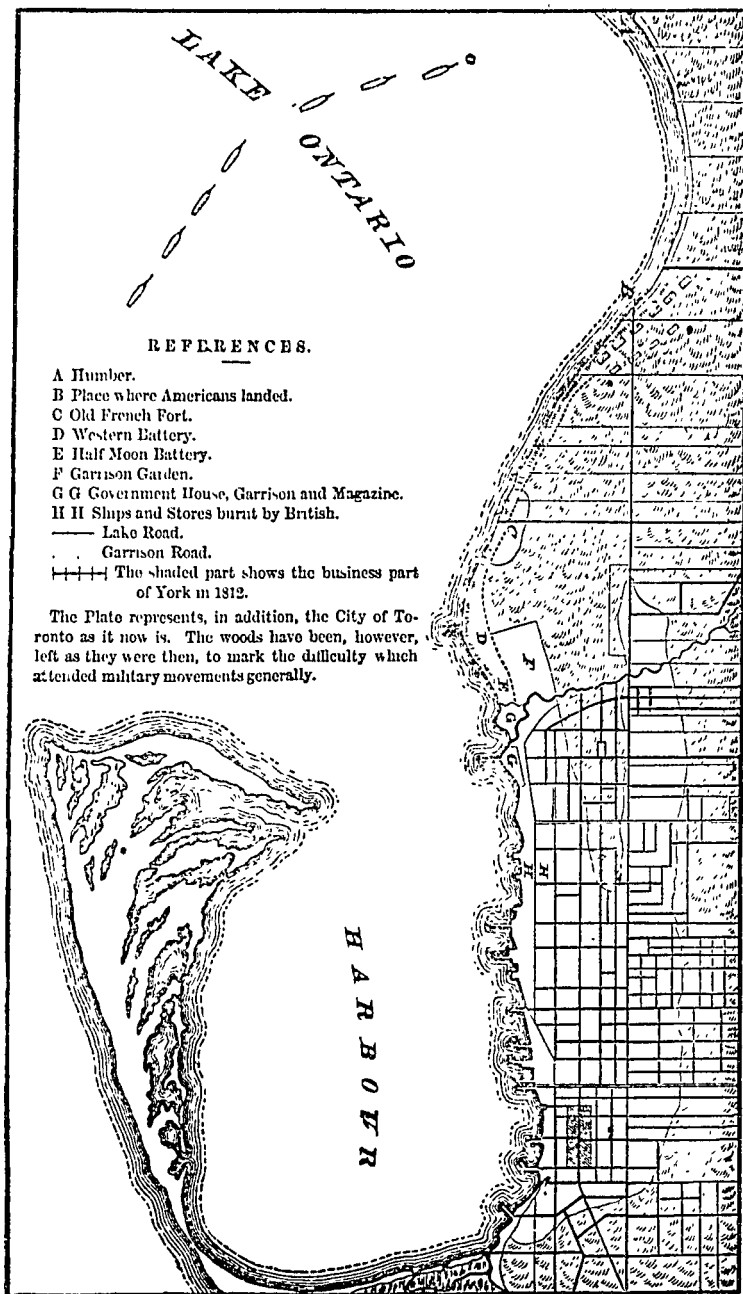 LAKE
ONTARIO
REFERENCES.
A Humber.
B Place where Americans landed.
C Old French Fort.
D Western Battery.
E Half Moon Battery.
F Garrison Garden.
G G Government House, Garrison and Magazine.
H H Ships and Stores burnt by British.
Lake Road.
Garrison Road.
The shaded part shows the business part
of York in 1812.
The Plate represents, in addition, the City of To-
ronto as it now is. The woods have been, however,
left as they were then, to mark the difficulty which
attended military movements generally.
B
C
D
F
E
G
G
H
H
HARBOUR